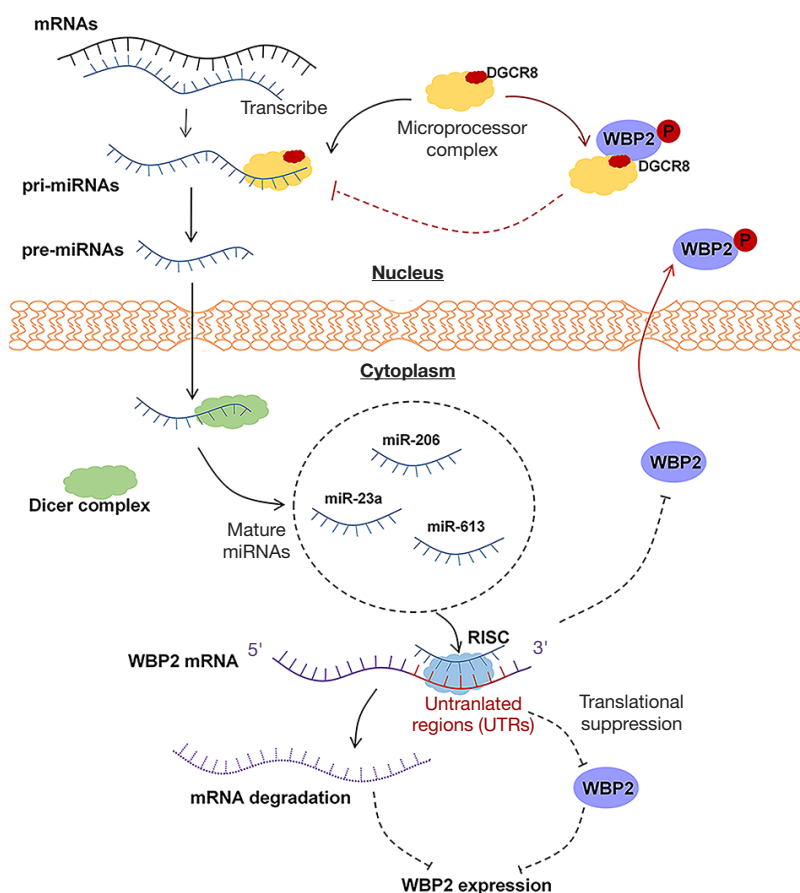 mRNAs
Transcribe
DGCR8
Microprocessor
complex
WBP2
P
DGCR8
pri-miRNAs
pre-miRNAs
WBP2
P
Nucleus
Cytoplasm
miR-206
WBP2
miR-23a
Dicer complex
miR-613
Mature
miRNAs
RISC
5'
3'
WBP2 mRNA
Untranlated
regions (UTRs)
Translational
suppression
mRNA degradation
WBP2
WBP2 expression